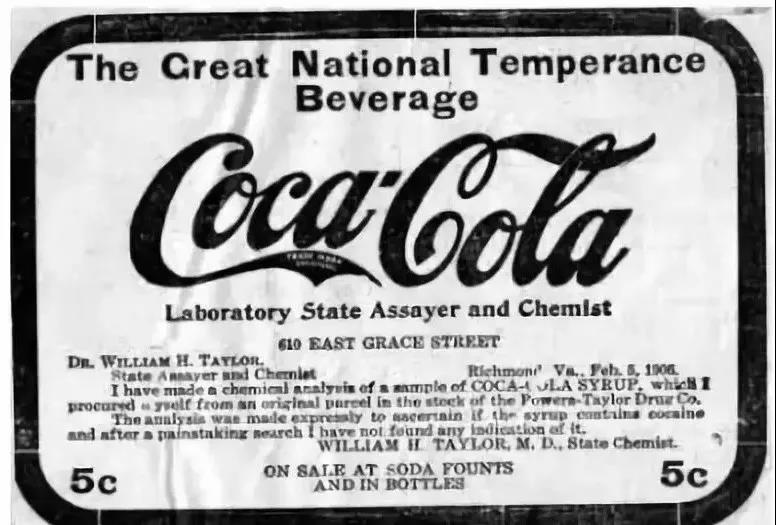 The Great National Temperance
Beverage
Coca-Cola
TRADE MARK
Laboratory State Assayer and Chemist
610 EAST GRACE STREET
DR. WILLIAM H. TAYLOR,
State Assayer and Chemist Richmond Va., Feb. 5, 1906.
I have made a chemical analysis of a sample of COCA-COLA SYRUP, which I
procured myself from an original parcel in the stock of the Powers-Taylor Drug Co.
The analysis was made expressly to ascertain if the syrup contains cocaine
and after a painstaking search I have not found any indication of it.
WILLIAM H. TAYLOR, M. D., State Chemist.
5c ON SALE AT SODA FOUNTS 5c
AND IN BOTTLES